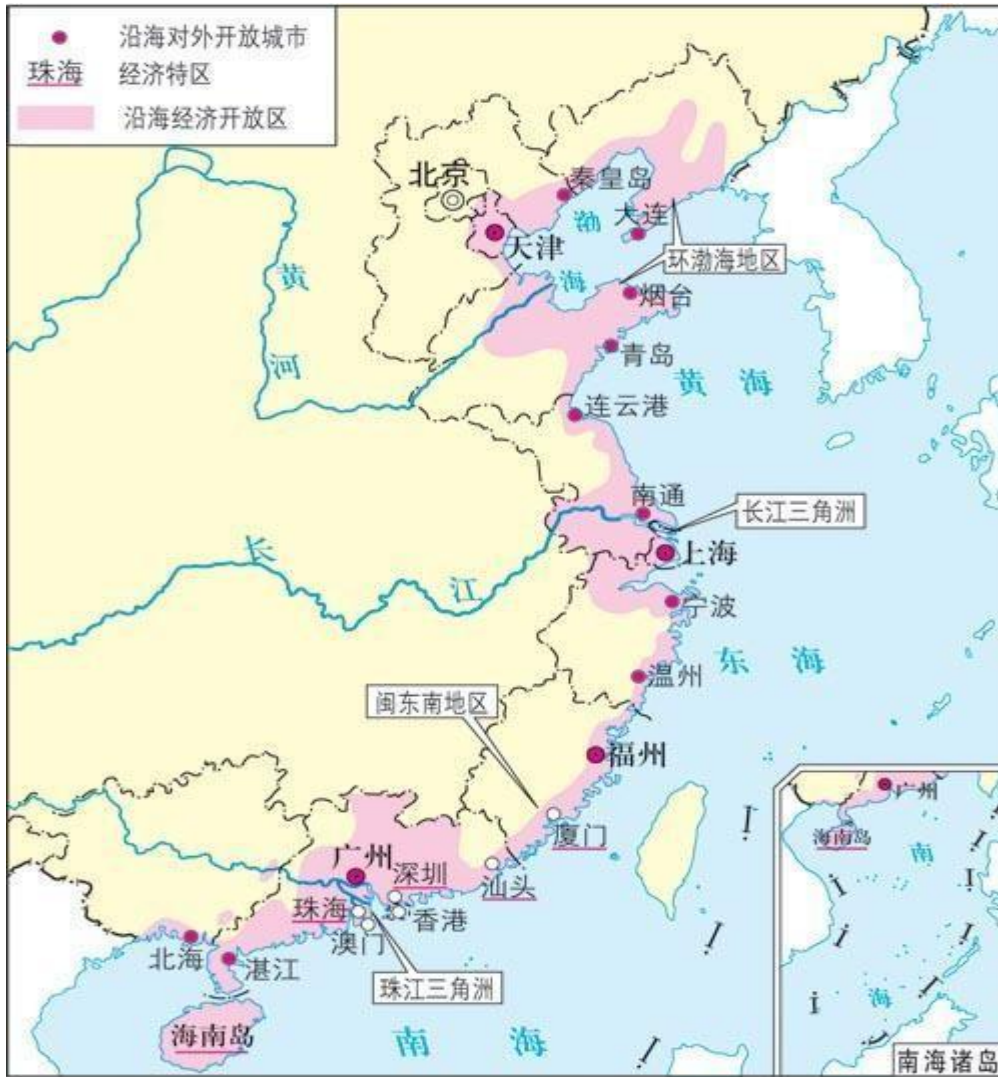 沿海对外开放城市
珠海 经济特区
沿海经济开放区
北京
秦皇岛
渤
大连
天津
环渤海地区
海
烟台
黄
河
青岛
黄海
连云港
南通
长江三角洲
上海
长
江
宁波
东海
温州
闽东南地区
福州
厦门
广州
深圳
汕头
珠海
香港
澳门
北海
湛江
珠江三角洲
海南岛
南海
广州
海南岛
南
海
南海诸岛